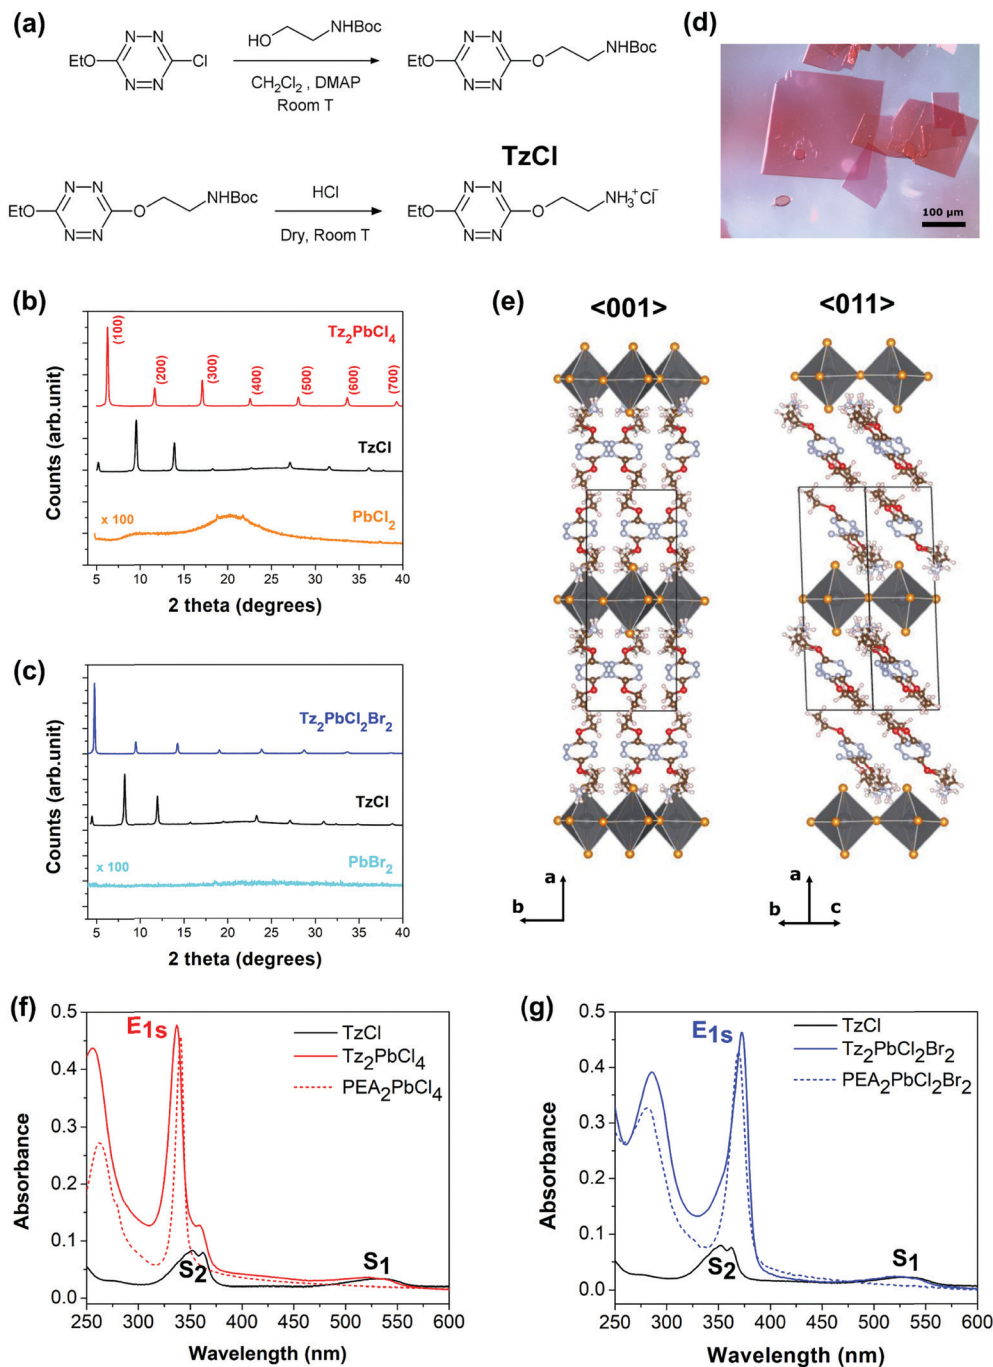 (a)
HO
NHBoc
N N
N N
EtO
Cl
CH₂Cl₂ , DMAP
Room T
N N
N N
EtO
O
NHBoc
N N
N N
EtO
O
NHBoc
HCl
Dry, Room T
TzCl
N N
N N
EtO
O
NH₃⁺Cl⁻
(d)
100 µm
(b)
Counts (arb.unit)
(100)
(200)
(300)
(400)
(500)
(600)
(700)
Tz₂PbCl₄
TzCl
x 100
PbCl₂
5 10 15 20 25 30 35 40
2 theta (degrees)
(c)
Counts (arb.unit)
Tz₂PbCl₂Br₂
TzCl
x 100
PbBr₂
5 10 15 20 25 30 35 40
2 theta (degrees)
(e)
<001>
<011>
a
b
a
b
c
(f)
Absorbance
0.5
0.4
0.3
0.2
0.1
0.0
E1s
TzCl
Tz₂PbCl₄
PEA₂PbCl₄
S₂
S₁
250 300 350 400 450 500 550 600
Wavelength (nm)
(g)
Absorbance
0.5
0.4
0.3
0.2
0.1
0.0
E1s
TzCl
Tz₂PbCl₂Br₂
PEA₂PbCl₂Br₂
S₂
S₁
250 300 350 400 450 500 550 600
Wavelength (nm)